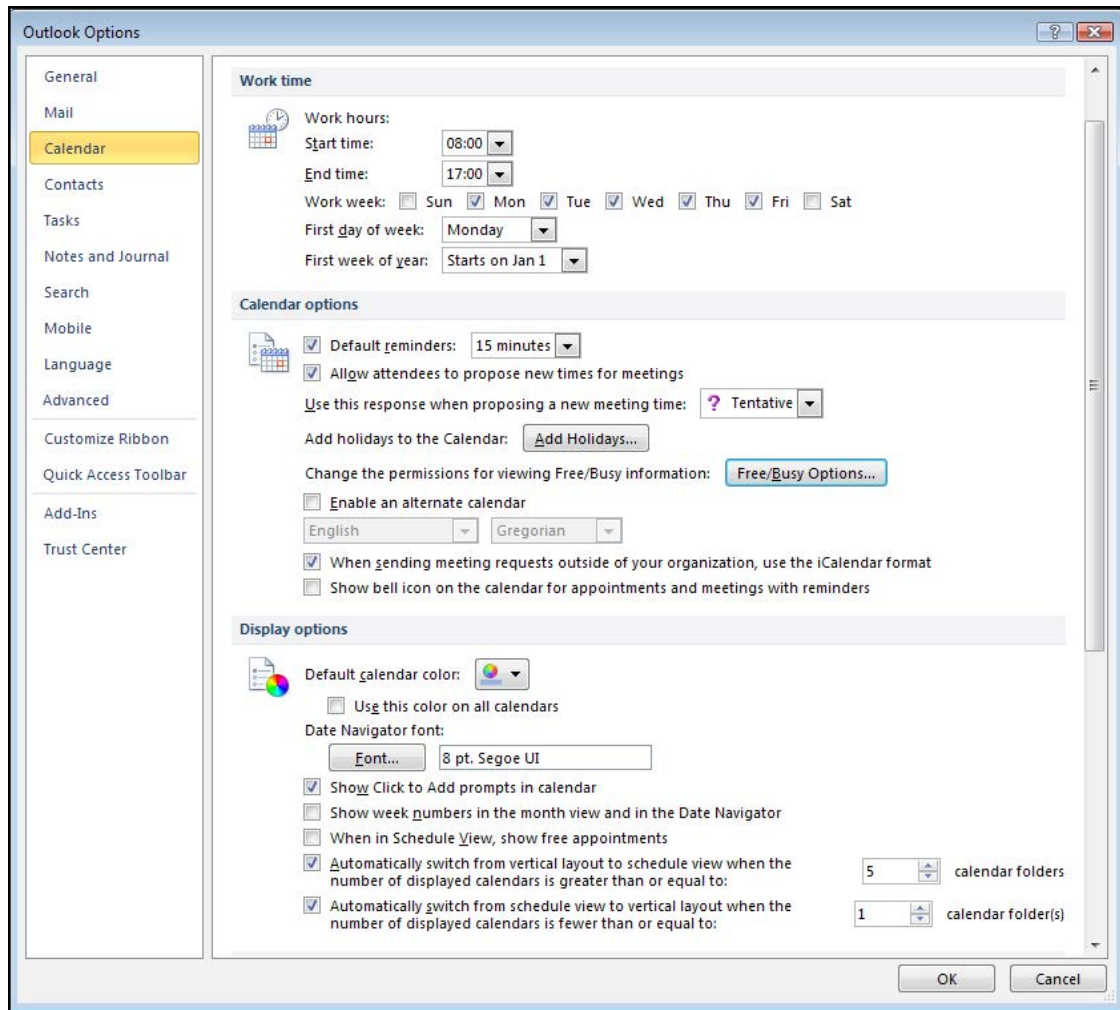 Outlook Options
General
Mail
Calendar
Contacts
Tasks
Notes and Journal
Search
Mobile
Language
Advanced
Customize Ribbon
Quick Access Toolbar
Add-Ins
Trust Center
Work time
Work hours:
Start time: 08:00
End time: 17:00
Work week: Sun Mon Tue Wed Thu Fri Sat
First day of week: Monday
First week of year: Starts on Jan 1
Calendar options
Default reminders: 15 minutes
Allow attendees to propose new times for meetings
Use this response when proposing a new meeting time: ? Tentative
Add holidays to the Calendar: Add Holidays...
Change the permissions for viewing Free/Busy information: Free/Busy Options...
Enable an alternate calendar
English Gregorian
When sending meeting requests outside of your organization, use the iCalendar format
Show bell icon on the calendar for appointments and meetings with reminders
Display options
Default calendar color:
Use this color on all calendars
Date Navigator font:
Font... 8 pt. Segoe UI
Show Click to Add prompts in calendar
Show week numbers in the month view and in the Date Navigator
When in Schedule View, show free appointments
Automatically switch from vertical layout to schedule view when the
number of displayed calendars is greater than or equal to: 5 calendar folders
Automatically switch from schedule view to vertical layout when the
number of displayed calendars is fewer than or equal to: 1 calendar folder(s)
OK Cancel